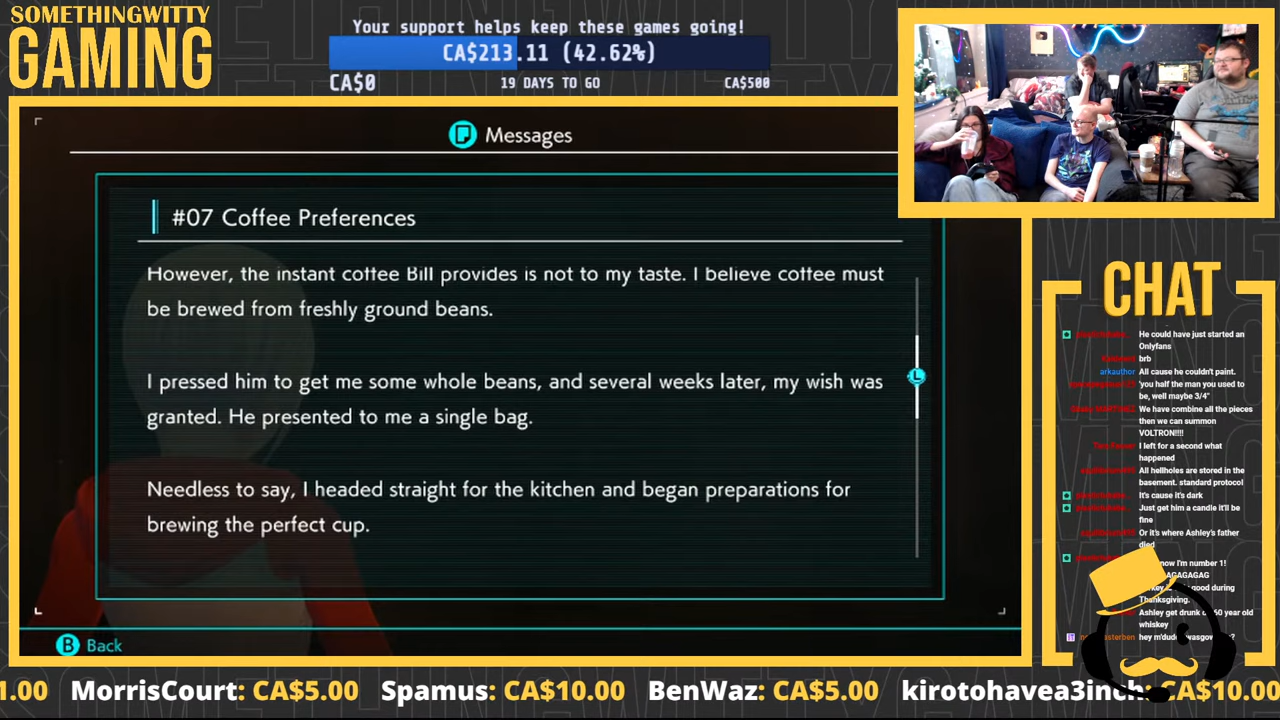 SOMETHINGWITTY
GAMING
Your support helps keep these games going!
CA$213.11 (42.62%)
CA$0
19 DAYS TO GO
CA$500
Messages
#07 Coffee Preferences
However, the instant coffee Bill provides is not to my taste. I believe coffee must
be brewed from freshly ground beans.
I pressed him to get me some whole beans, and several weeks later, my wish was
granted. He presented to me a single bag.
Needless to say, I headed straight for the kitchen and began preparations for
brewing the perfect cup.
L
B Back
CHAT
He could have just started an
Onlyfans
brb
arkauthor All cause he couldn't paint.
'you half the man you used to
be, well maybe 3/4"
We have combine all the pieces
then we can summon
VOLTRON!!!!
I left for a second what
happened
All hellholes are stored in the
basement. standard protocol
It's cause it's dark
Just get him a candle it'll be
fine
Or it's where Ashley's father
died
now I'm number 1!
AGAGAGAG
good during
Thanksgiving.
Ashley get drunk 60 year old
whiskey
hey m'dude
1.00 MorrisCourt: CA$5.00 Spamus: CA$10.00 BenWaz: CA$5.00 kirotohavea3inch: CA$10.00